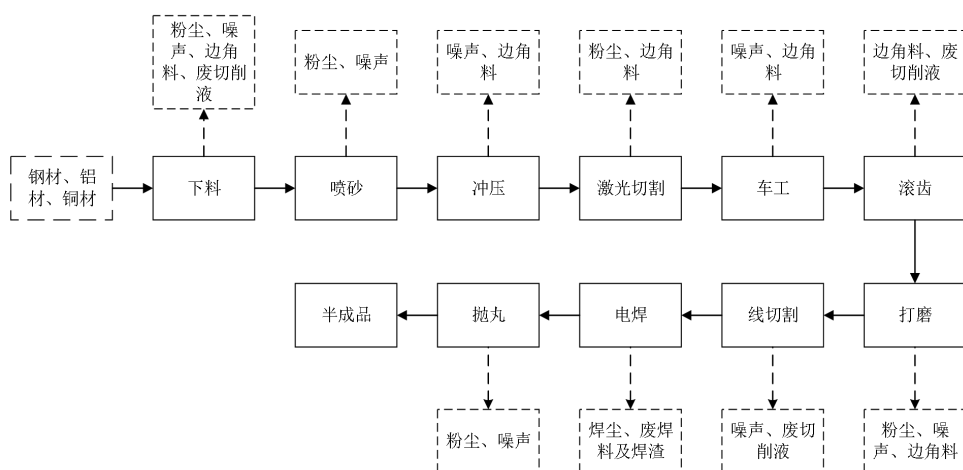 粉尘、噪
声、边角
料、废切削
液
粉尘、噪声
噪声、边角
料
粉尘、边角
料
噪声、边角
料
边角料、废
切削液
钢材、铝
材、铜材
下料
喷砂
冲压
激光切割
车工
滚齿
半成品
抛丸
电焊
线切割
打磨
粉尘、噪声
焊尘、废焊
料及焊渣
噪声、废切
削液
粉尘、噪
声、边角料